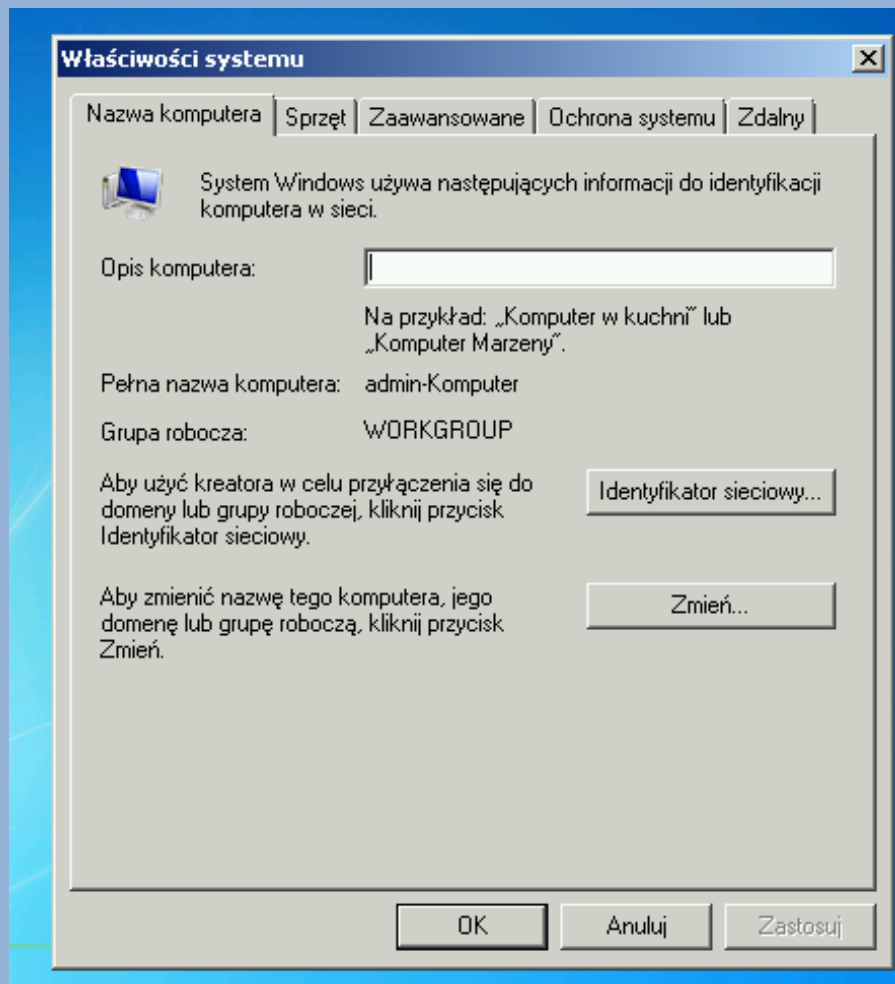 Właściwości systemu
Nazwa komputera Sprzęt Zaawansowane Ochrona systemu Zdalny
System Windows używa następujących informacji do identyfikacji
komputera w sieci.
Opis komputera:
Na przykład: „Komputer w kuchni” lub
„Komputer Marzeny”.
Pełna nazwa komputera: admin-Komputer
Grupa robocza: WORKGROUP
Aby użyć kreatora w celu przyłączenia się do
domeny lub grupy roboczej, kliknij przycisk
Identyfikator sieciowy.
Identyfikator sieciowy...
Aby zmienić nazwę tego komputera, jego
domenę lub grupę roboczą, kliknij przycisk
Zmień.
Zmień...
OK Anuluj Zastosuj